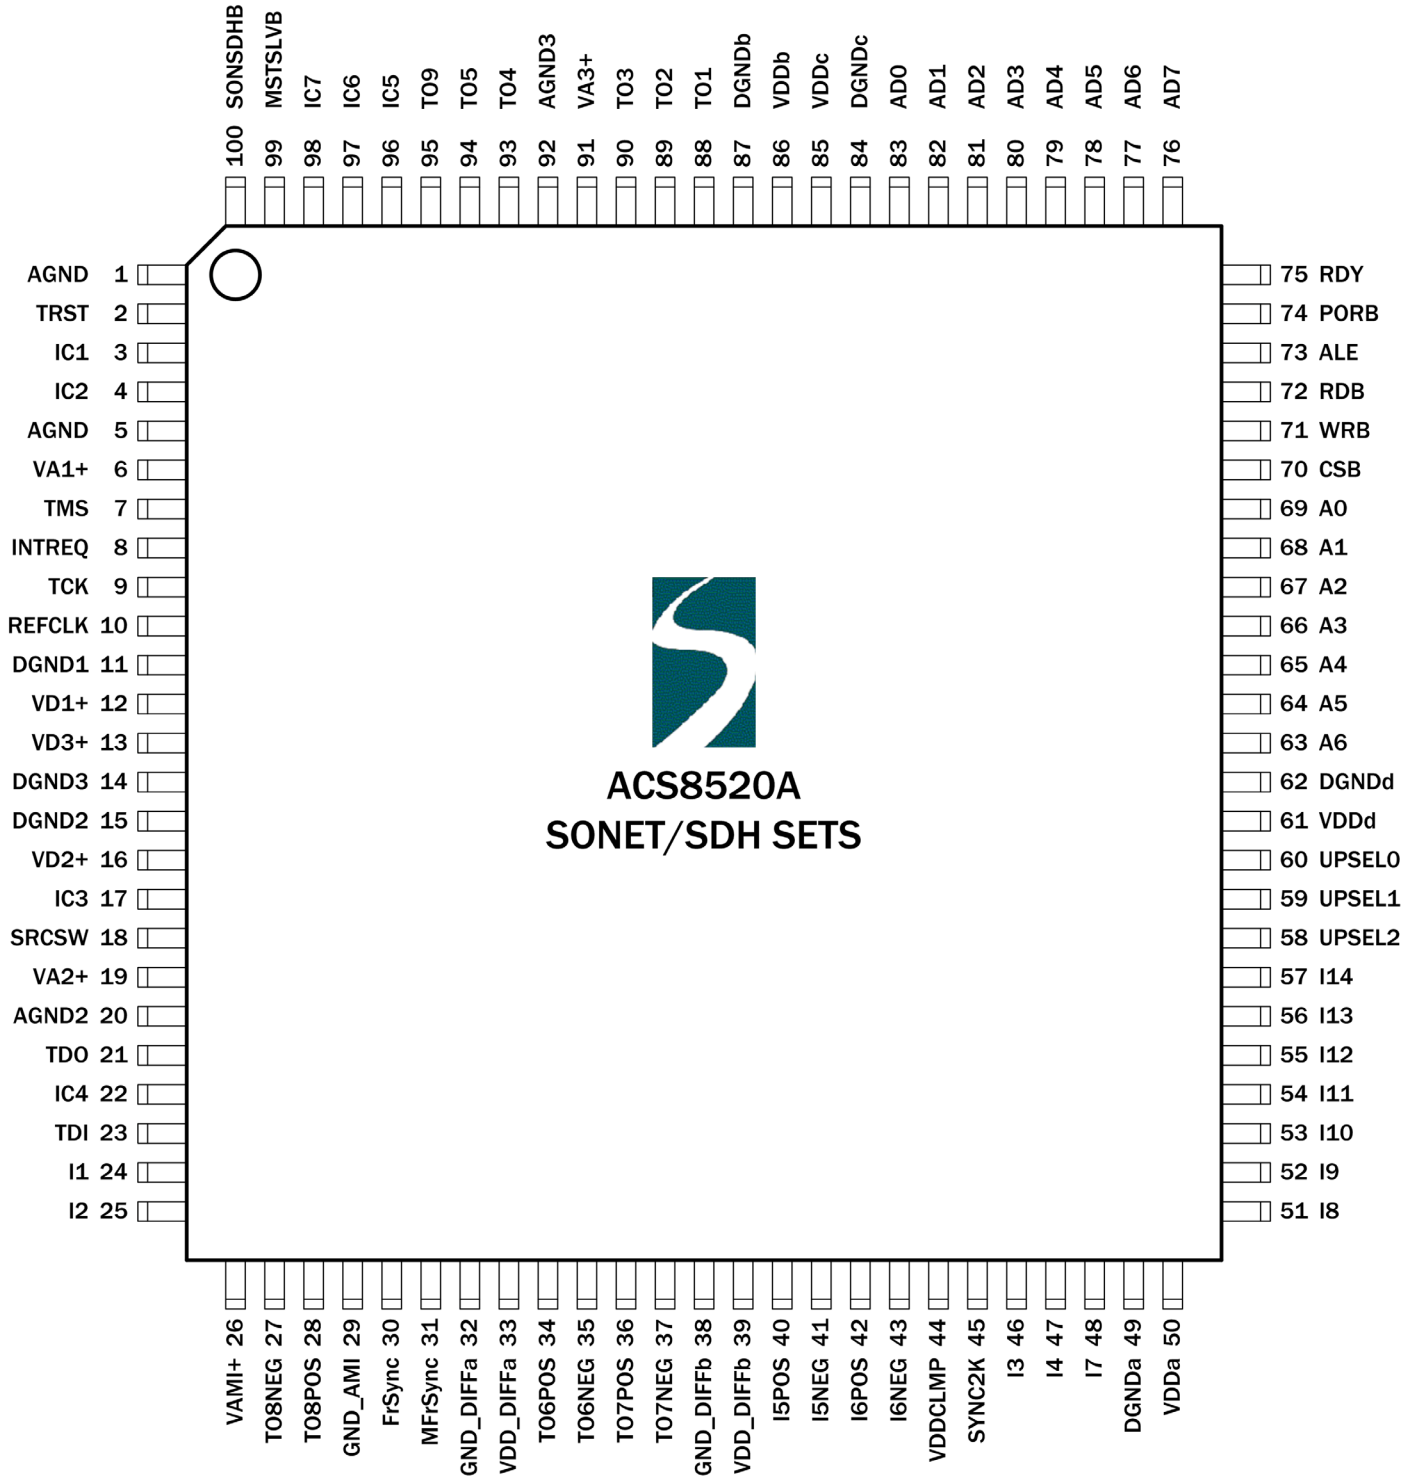 100 SONSDHB
99 MSTSLVB
98 IC7
97 IC6
96 IC5
95 TO9
94 TO5
93 TO4
92 AGND3
91 VA3+
90 TO3
89 TO2
88 TO1
87 DGNDb
86 VDDb
85 VDDc
84 DGNDc
83 AD0
82 AD1
81 AD2
80 AD3
79 AD4
78 AD5
77 AD6
76 AD7
AGND 1
TRST 2
IC1 3
IC2 4
AGND 5
VA1+ 6
TMS 7
INTREQ 8
TCK 9
REFCLK 10
DGND1 11
VD1+ 12
VD3+ 13
DGND3 14
DGND2 15
VD2+ 16
IC3 17
SRCSW 18
VA2+ 19
AGND2 20
TDO 21
IC4 22
TDI 23
I1 24
I2 25
ACS8520A
SONET/SDH SETS
75 RDY
74 PORB
73 ALE
72 RDB
71 WRB
70 CSB
69 A0
68 A1
67 A2
66 A3
65 A4
64 A5
63 A6
62 DGNDd
61 VDDd
60 UPSEL0
59 UPSEL1
58 UPSEL2
57 I14
56 I13
55 I12
54 I11
53 I10
52 I9
51 I8
VAMI+ 26
TO8NEG 27
TO8POS 28
GND_AMI 29
FrSync 30
MFrSync 31
GND_DIFFa 32
VDD_DIFFa 33
TO6POS 34
TO6NEG 35
TO7POS 36
TO7NEG 37
GND_DIFFb 38
VDD_DIFFb 39
I5POS 40
I5NEG 41
I6POS 42
I6NEG 43
VDDCLMP 44
SYNC2K 45
I3 46
I4 47
I7 48
DGNDa 49
VDDa 50